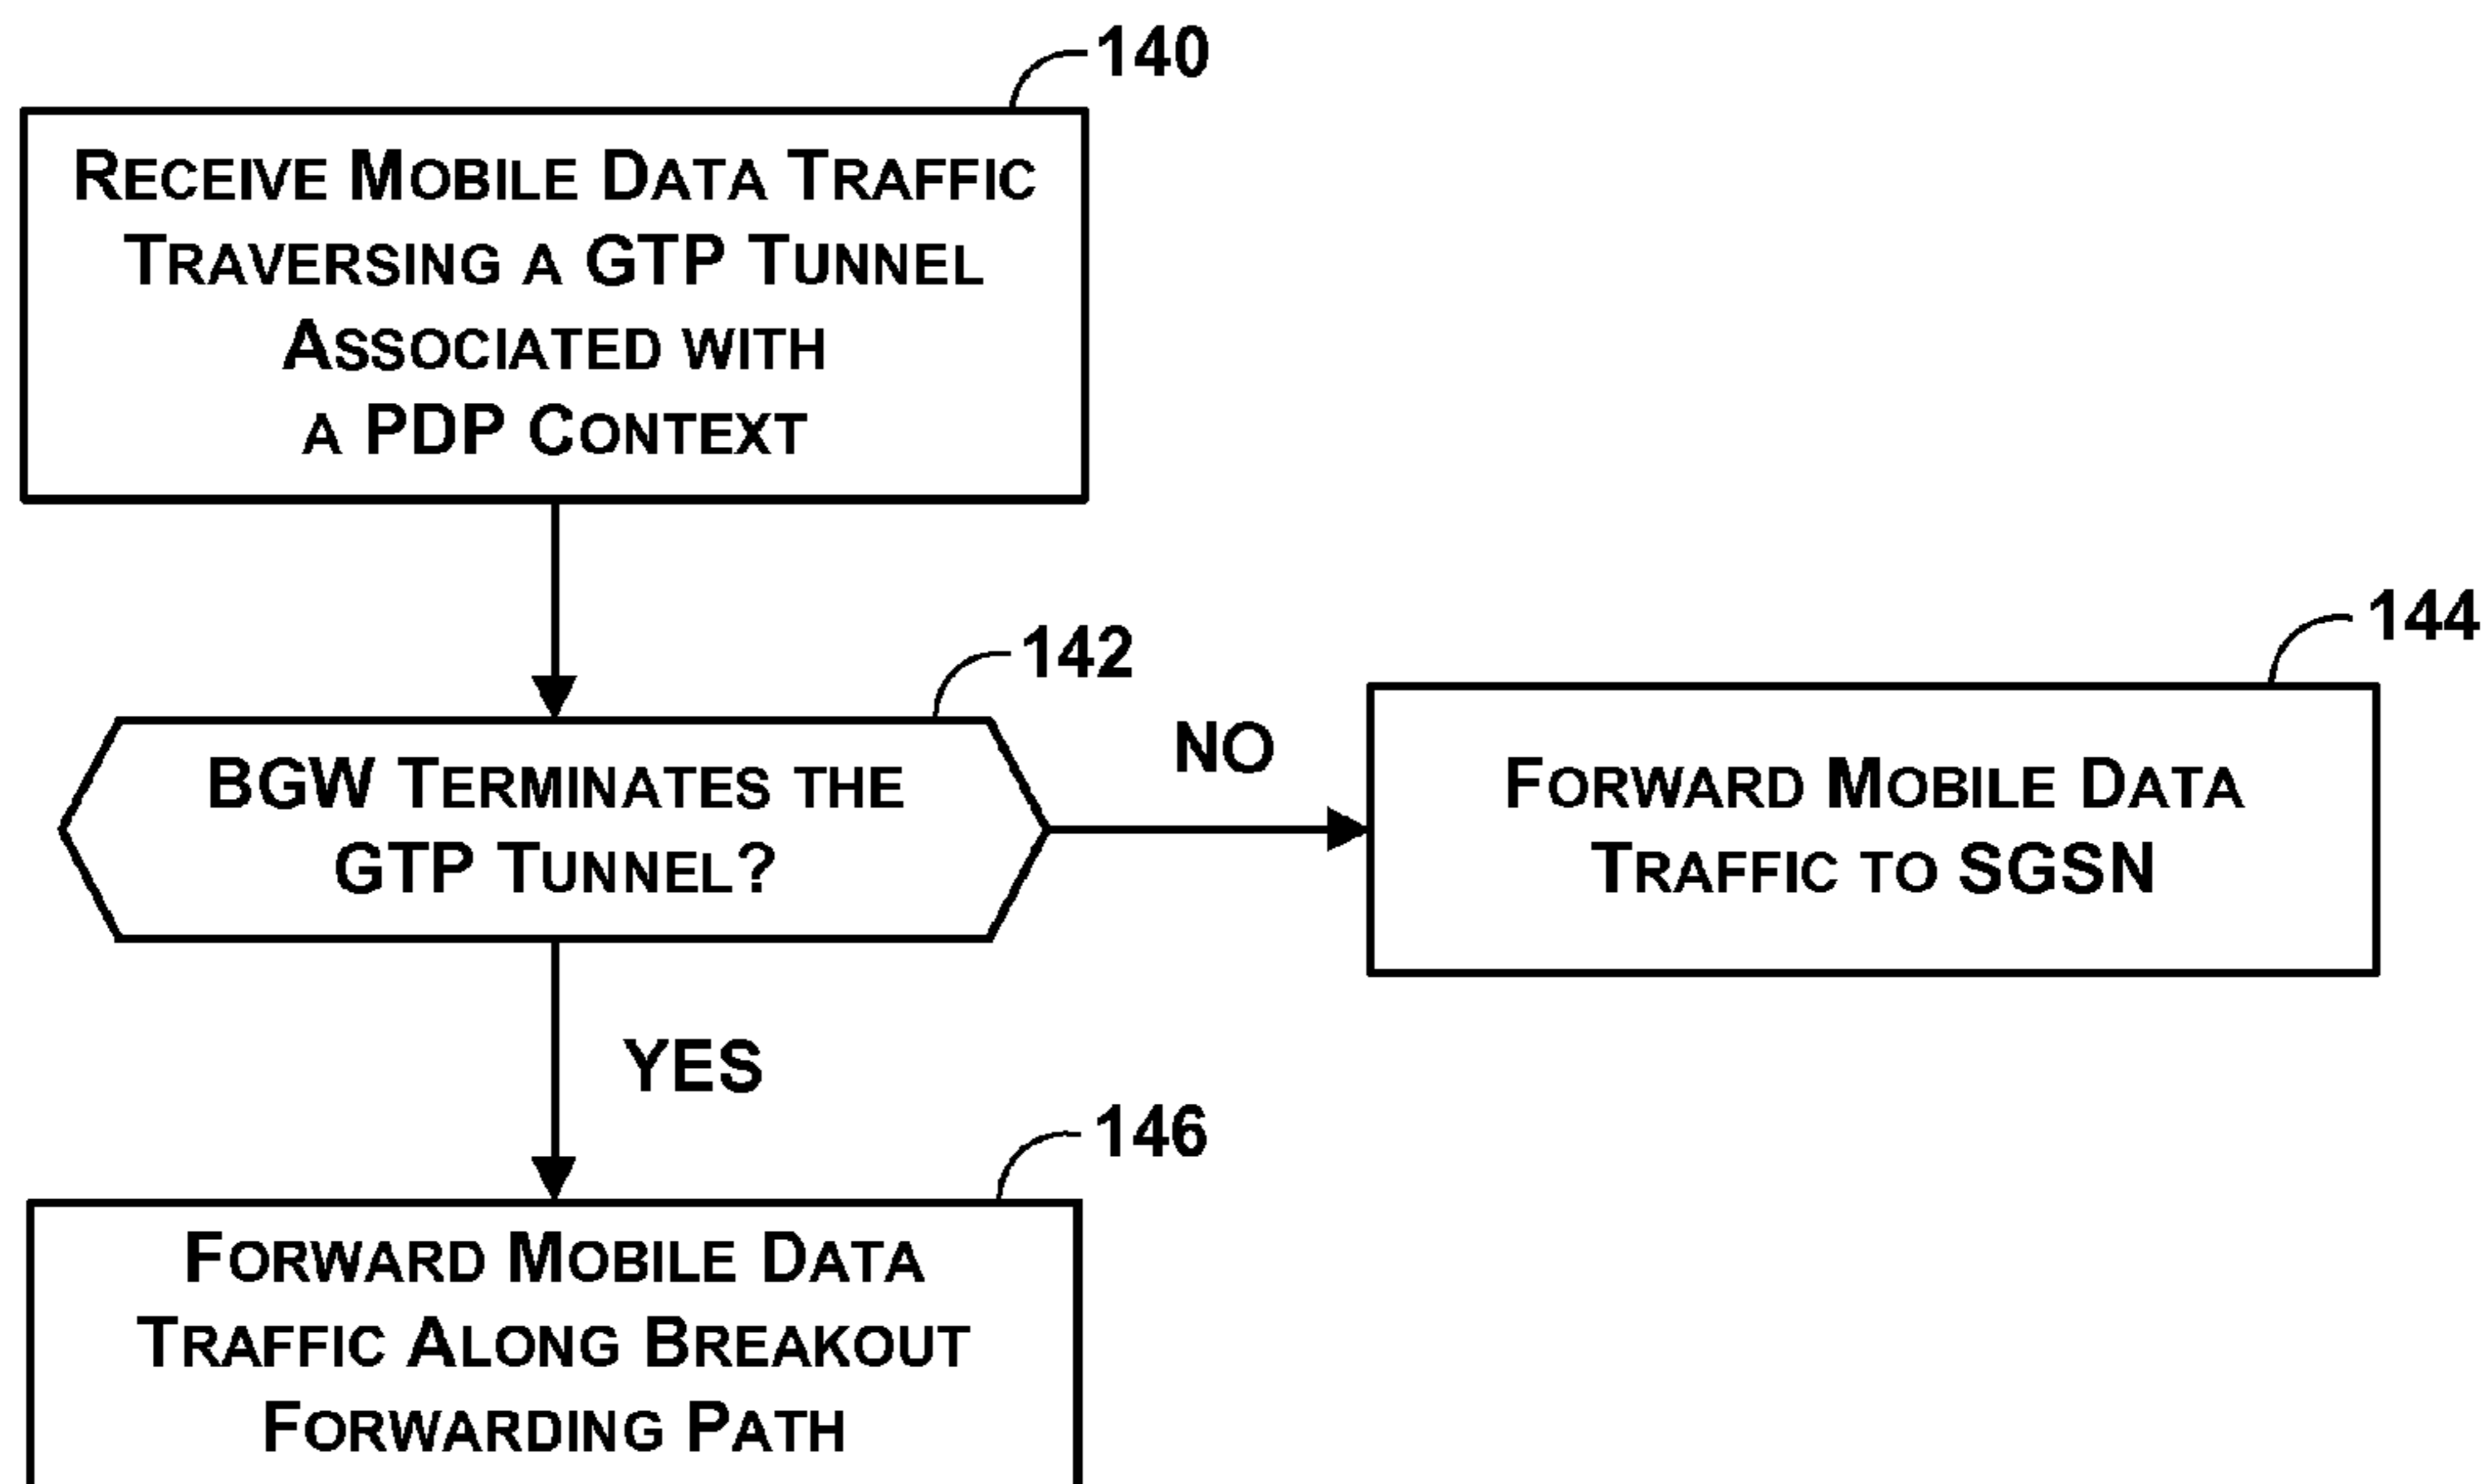 140
RECEIVE MOBILE DATA TRAFFIC
TRAVERSING A GTP TUNNEL
ASSOCIATED WITH
A PDP CONTEXT
142
BGW TERMINATES THE
GTP TUNNEL?
NO
144
FORWARD MOBILE DATA
TRAFFIC TO SGSN
YES
146
FORWARD MOBILE DATA
TRAFFIC ALONG BREAKOUT
FORWARDING PATH